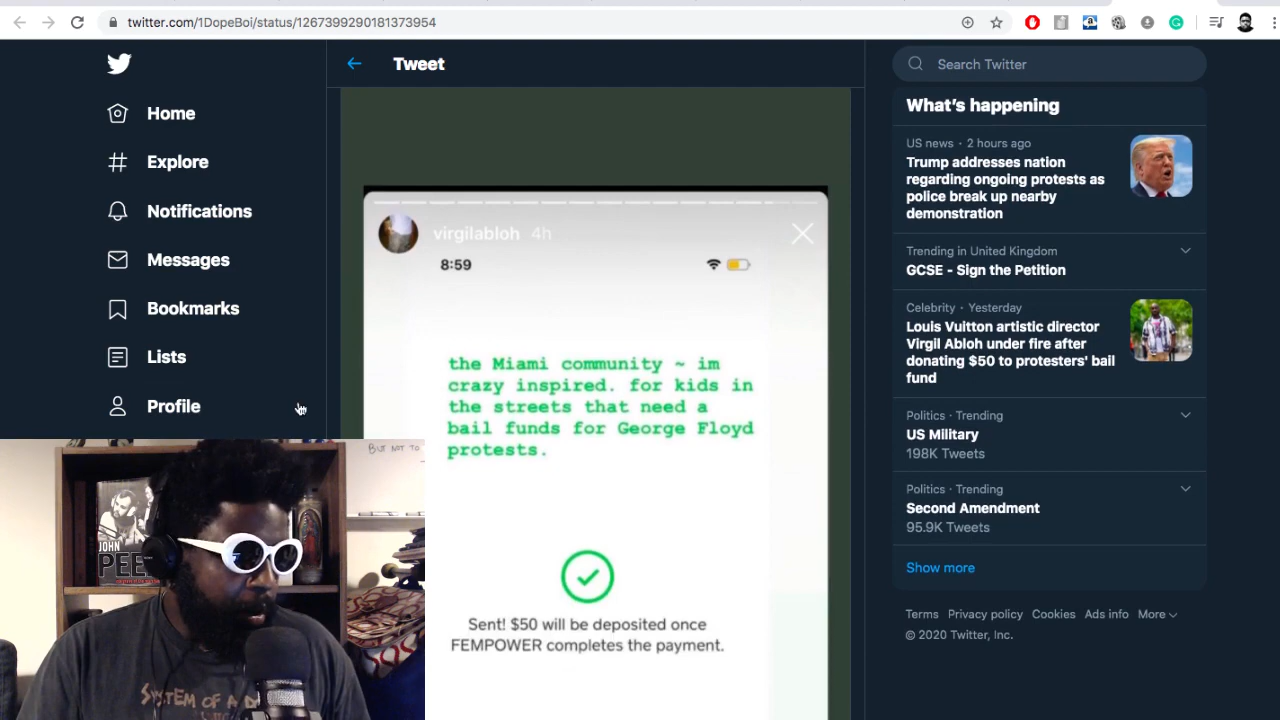 twitter.com/1DopeBoi/status/1267399290181373954
Home
Explore
Notifications
Messages
Bookmarks
Lists
Profile
Tweet
virgilabloh 4h
8:59
the Miami community ~ im
crazy inspired. for kids in
the streets that need a
bail funds for George Floyd
protests.
Sent! $50 will be deposited once
FEMPOWER completes the payment.
Search Twitter
What's happening
US news · 2 hours ago
Trump addresses nation
regarding ongoing protests as
police break up nearby
demonstration
Trending in United Kingdom
GCSE - Sign the Petition
Celebrity · Yesterday
Louis Vuitton artistic director
Virgil Abloh under fire after
donating $50 to protesters' bail
fund
Politics · Trending
US Military
198K Tweets
Politics · Trending
Second Amendment
95.9K Tweets
Show more
Terms Privacy policy Cookies Ads info More
© 2020 Twitter, Inc.
BUT NOT TO
JOHN
PEE
SYSTEM OF A D